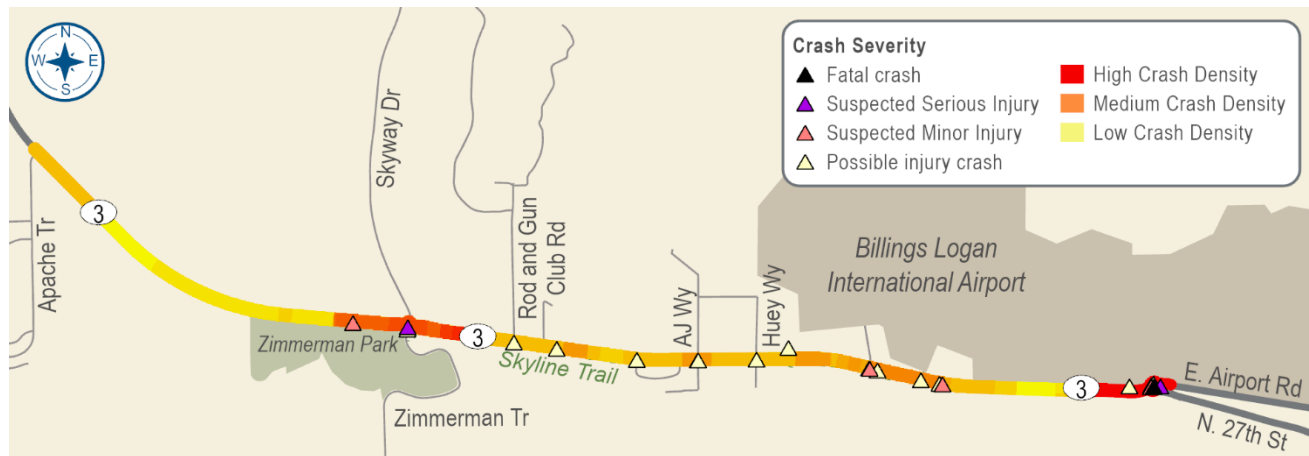 N
W E
S
Crash Severity
Fatal crash
Suspected Serious Injury
Suspected Minor Injury
Possible injury crash
High Crash Density
Medium Crash Density
Low Crash Density
3
Apache Tr
Skyway Dr
Zimmerman Park
Zimmerman Tr
Rod and Gun
Club Rd
3
Skyline Trail
AJ Wy
Huey Wy
Billings Logan
International Airport
3
E. Airport Rd
N. 27th St